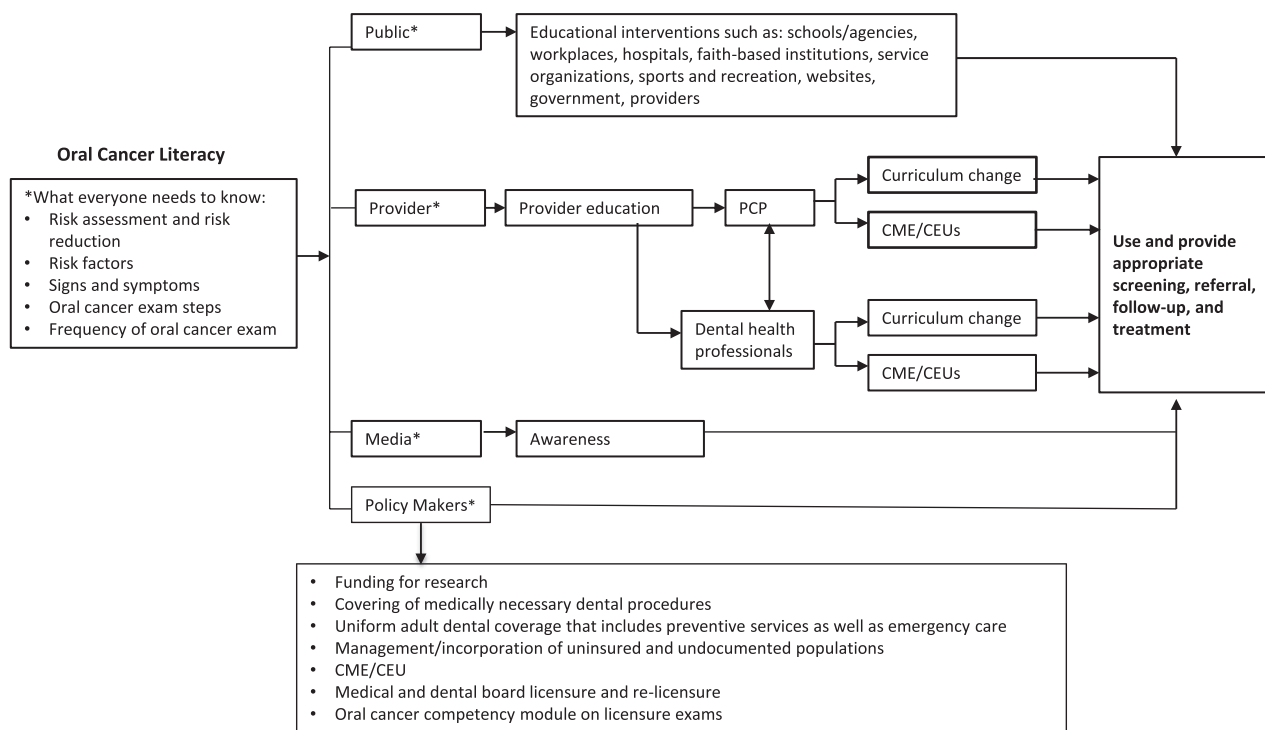 Public*
Educational interventions such as: schools/agencies,
workplaces, hospitals, faith-based institutions, service
organizations, sports and recreation, websites,
government, providers
Oral Cancer Literacy
*What everyone needs to know:
• Risk assessment and risk
reduction
• Risk factors
• Signs and symptoms
• Oral cancer exam steps
• Frequency of oral cancer exam
Provider*
Provider education
PCP
Curriculum change
CME/CEUs
Dental health
professionals
Curriculum change
CME/CEUs
Use and provide
appropriate
screening, referral,
follow-up, and
treatment
Media*
Awareness
Policy Makers*
• Funding for research
• Covering of medically necessary dental procedures
• Uniform adult dental coverage that includes preventive services as well as emergency care
• Management/incorporation of uninsured and undocumented populations
• CME/CEU
• Medical and dental board licensure and re-licensure
• Oral cancer competency module on licensure exams